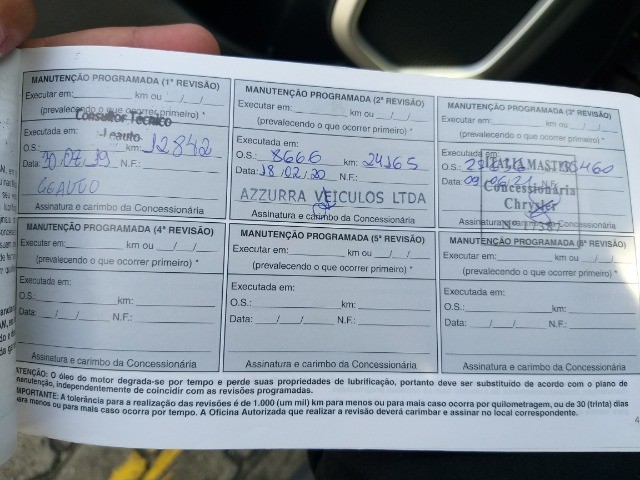 MANUTENÇÃO PROGRAMADA (1ª REVISÃO)
Executar em: km ou / /
(prevalecendo o que ocorrer primeiro) *
Consultor Técnico
Executada em:
O.S.: km: 12842
Data: 30/07/19 N.F.:
CEAUTO
Assinatura e carimbo da Concessionária
MANUTENÇÃO PROGRAMADA (2ª REVISÃO)
Executar em: km ou / /
(prevalecendo o que ocorrer primeiro) *
Executada em:
O.S.: 8666 km: 24165
Data: 18/02/20 N.F.:
AZZURRA VEICULOS LTDA
Assinatura e carimbo da Concessionária
MANUTENÇÃO PROGRAMADA (3ª REVISÃO)
Executar em: km ou / /
(prevalecendo o que ocorrer primeiro) *
Executada em:
O.S.: 460
ITALIA MASTER
Data: 09
Concessionária
Chrysler
Assinatura Concessionária
MANUTENÇÃO PROGRAMADA (4ª REVISÃO)
Executar em: km ou / /
(prevalecendo o que ocorrer primeiro) *
Executada em:
O.S.: km:
Data: / / N.F.:
Assinatura e carimbo da Concessionária
MANUTENÇÃO PROGRAMADA (5ª REVISÃO)
Executar em: km ou / /
(prevalecendo o que ocorrer primeiro) *
Executada em:
O.S.: km:
Data: / / N.F.:
Assinatura e carimbo da Concessionária
MANUTENÇÃO PROGRAMADA (6ª REVISÃO)
Executar em: km ou / /
(prevalecendo o que ocorrer primeiro) *
Executada em:
O.S.: km:
Data: / / N.F.:
Assinatura e carimbo da Concessionária
ATENÇÃO: O óleo do motor degrada-se por tempo e perde suas propriedades de lubrificação, portanto deve ser substituído de acordo com o plano de
manutenção, independentemente de coincidir com as revisões programadas.
IMPORTANTE: A tolerância para a realização das revisões é de 1.000 (um mil) km para menos ou para mais caso ocorra por quilometragem, ou de 30 (trinta) dias
para menos ou para mais caso ocorra por tempo. A Oficina Autorizada que realizar a revisão deverá carimbar e assinar no local correspondente.
4